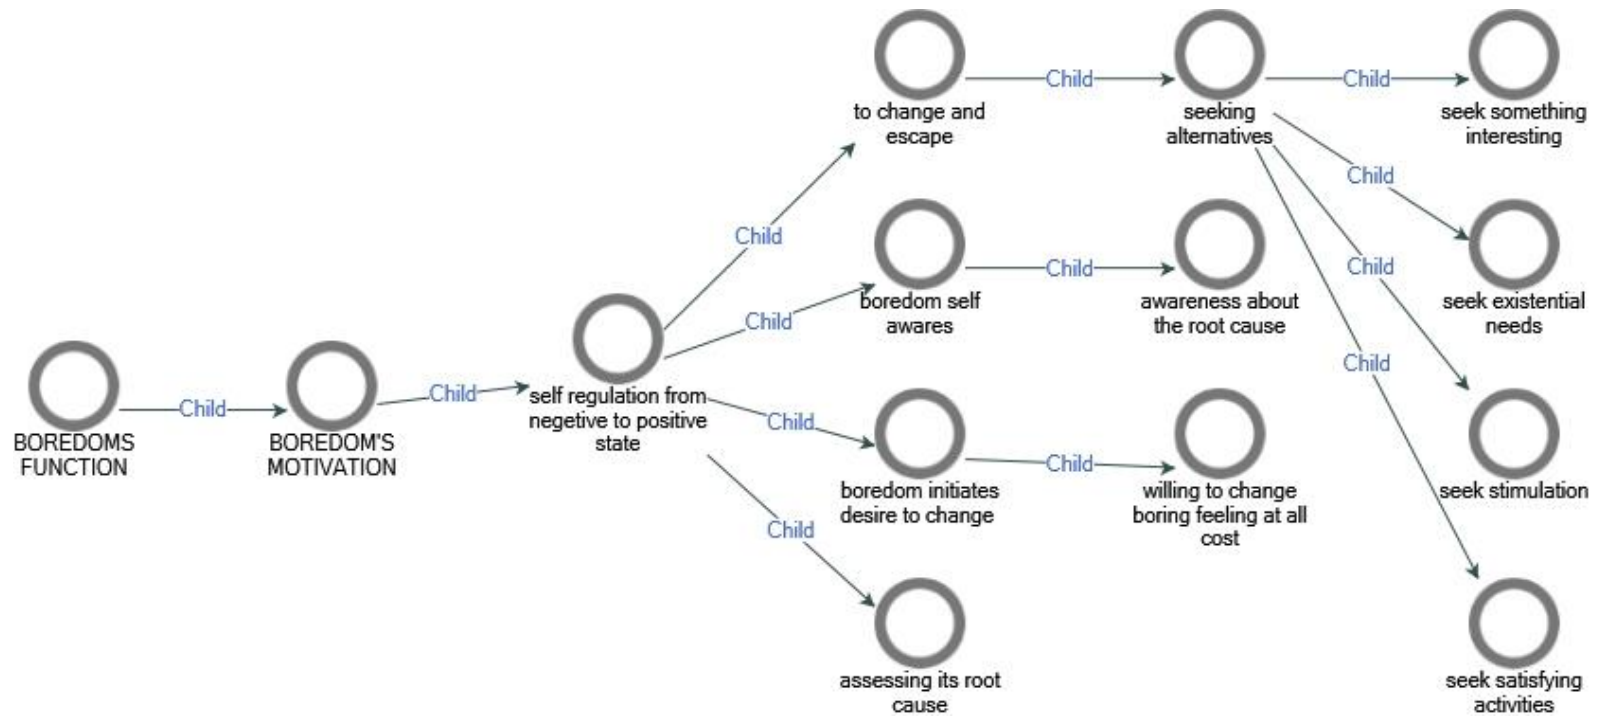 Child
Child
to change and
escape
seeking
alternatives
seek something
interesting
Child
Child
Child
Child
boredom self
awares
awareness about
the root cause
seek existential
needs
Child
Child
Child
BOREDOMS
FUNCTION
BOREDOM'S
MOTIVATION
self regulation from
negetive to positive
state
Child
Child
Child
boredom initiates
desire to change
willing to change
boring feeling at all
cost
seek stimulation
Child
assessing its root
cause
seek satisfying
activities